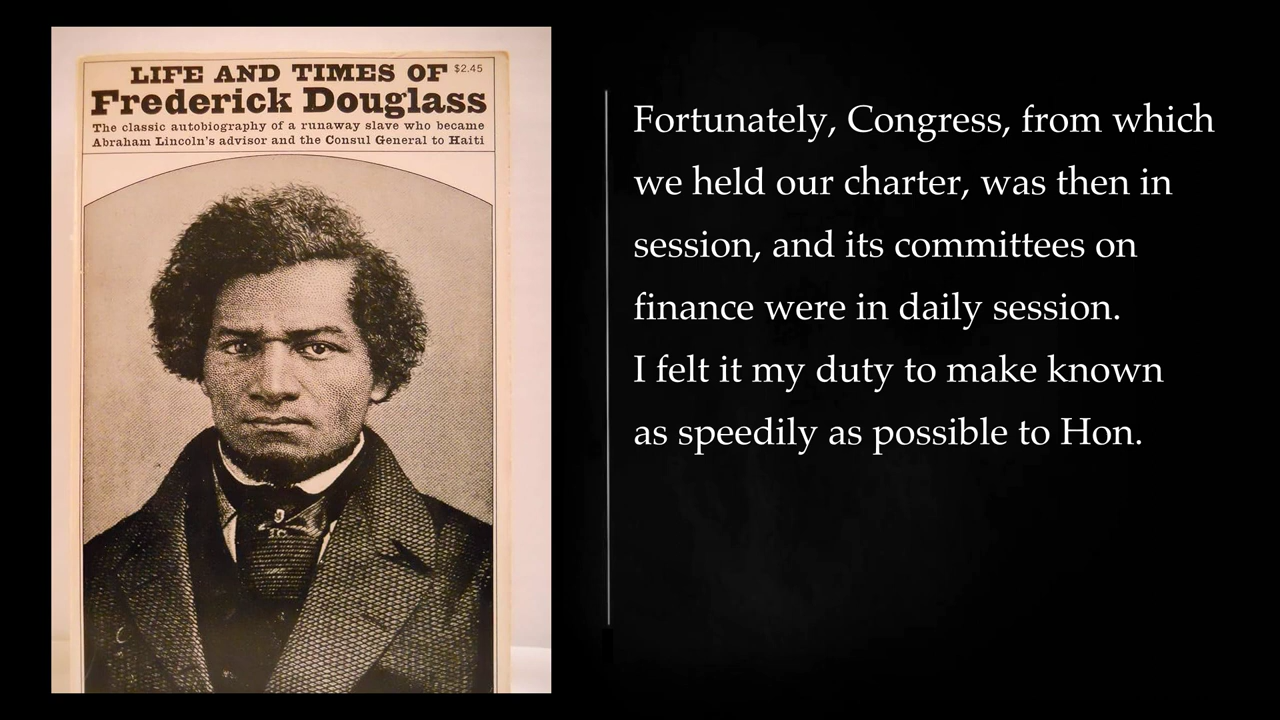 LIFE AND TIMES OF $2.45
Frederick Douglass
The classic autobiography of a runaway slave who became
Abraham Lincoln's advisor and the Consul General to Haiti
Fortunately, Congress, from which
we held our charter, was then in
session, and its committees on
finance were in daily session.
I felt it my duty to make known
as speedily as possible to Hon.